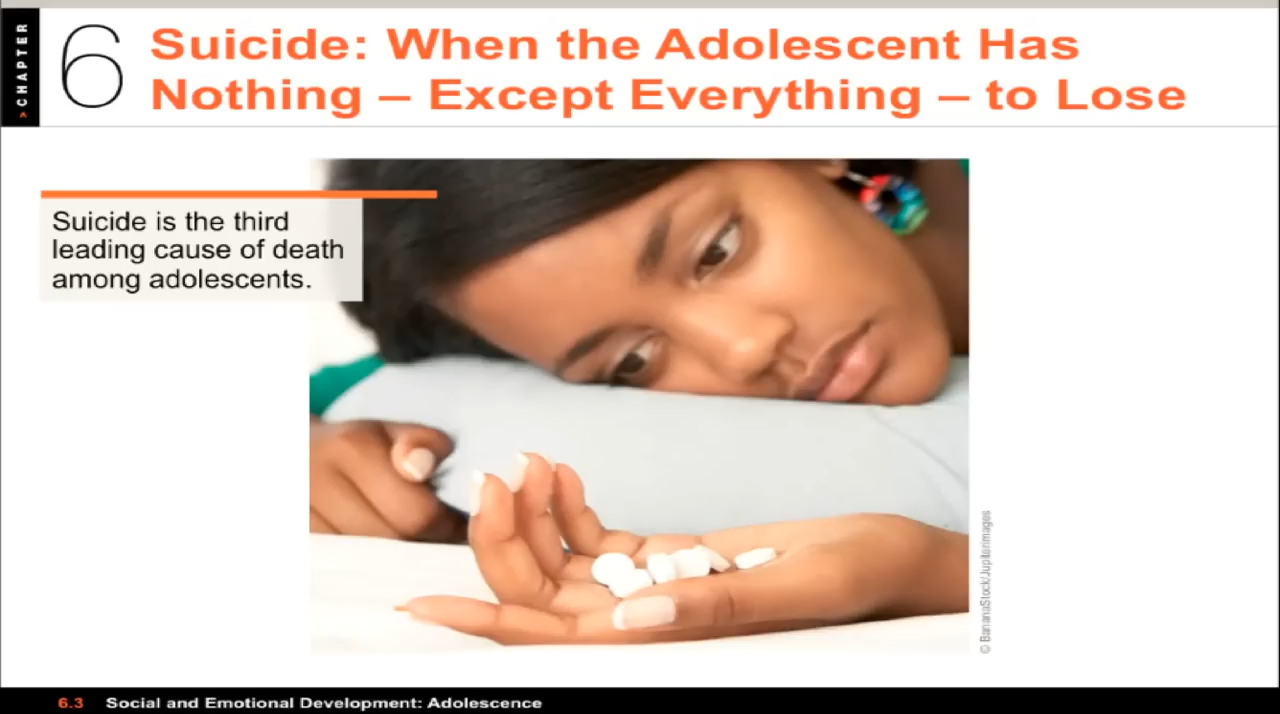 > CHAPTER
6
Suicide: When the Adolescent Has
Nothing – Except Everything – to Lose
Suicide is the third
leading cause of death
among adolescents.
© BananaStock/Jupiterimages
6.3 Social and Emotional Development: Adolescence